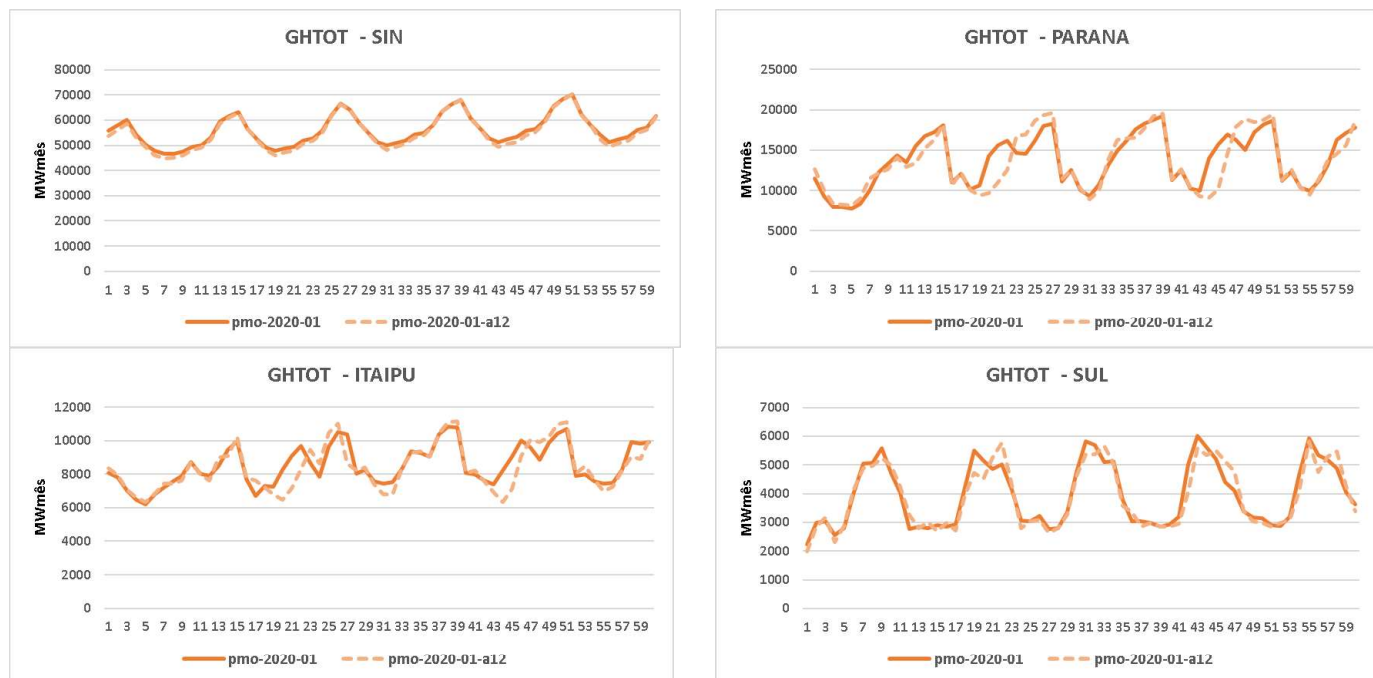 GHTOT - SIN
80000
70000
60000
50000
40000
30000
20000
10000
0
MWmês
1 3 5 7 9 11 13 15 17 19 21 23 25 27 29 31 33 35 37 39 41 43 45 47 49 51 53 55 57 59
pmo-2020-01 pmo-2020-01-a12
GHTOT - PARANA
25000
20000
15000
10000
5000
0
MWmês
1 3 5 7 9 11 13 15 17 19 21 23 25 27 29 31 33 35 37 39 41 43 45 47 49 51 53 55 57 59
pmo-2020-01 pmo-2020-01-a12
GHTOT - ITAIPU
12000
10000
8000
6000
4000
2000
0
MWmês
1 3 5 7 9 11 13 15 17 19 21 23 25 27 29 31 33 35 37 39 41 43 45 47 49 51 53 55 57 59
pmo-2020-01 pmo-2020-01-a12
GHTOT - SUL
7000
6000
5000
4000
3000
2000
1000
0
MWmês
1 3 5 7 9 11 13 15 17 19 21 23 25 27 29 31 33 35 37 39 41 43 45 47 49 51 53 55 57 59
pmo-2020-01 pmo-2020-01-a12